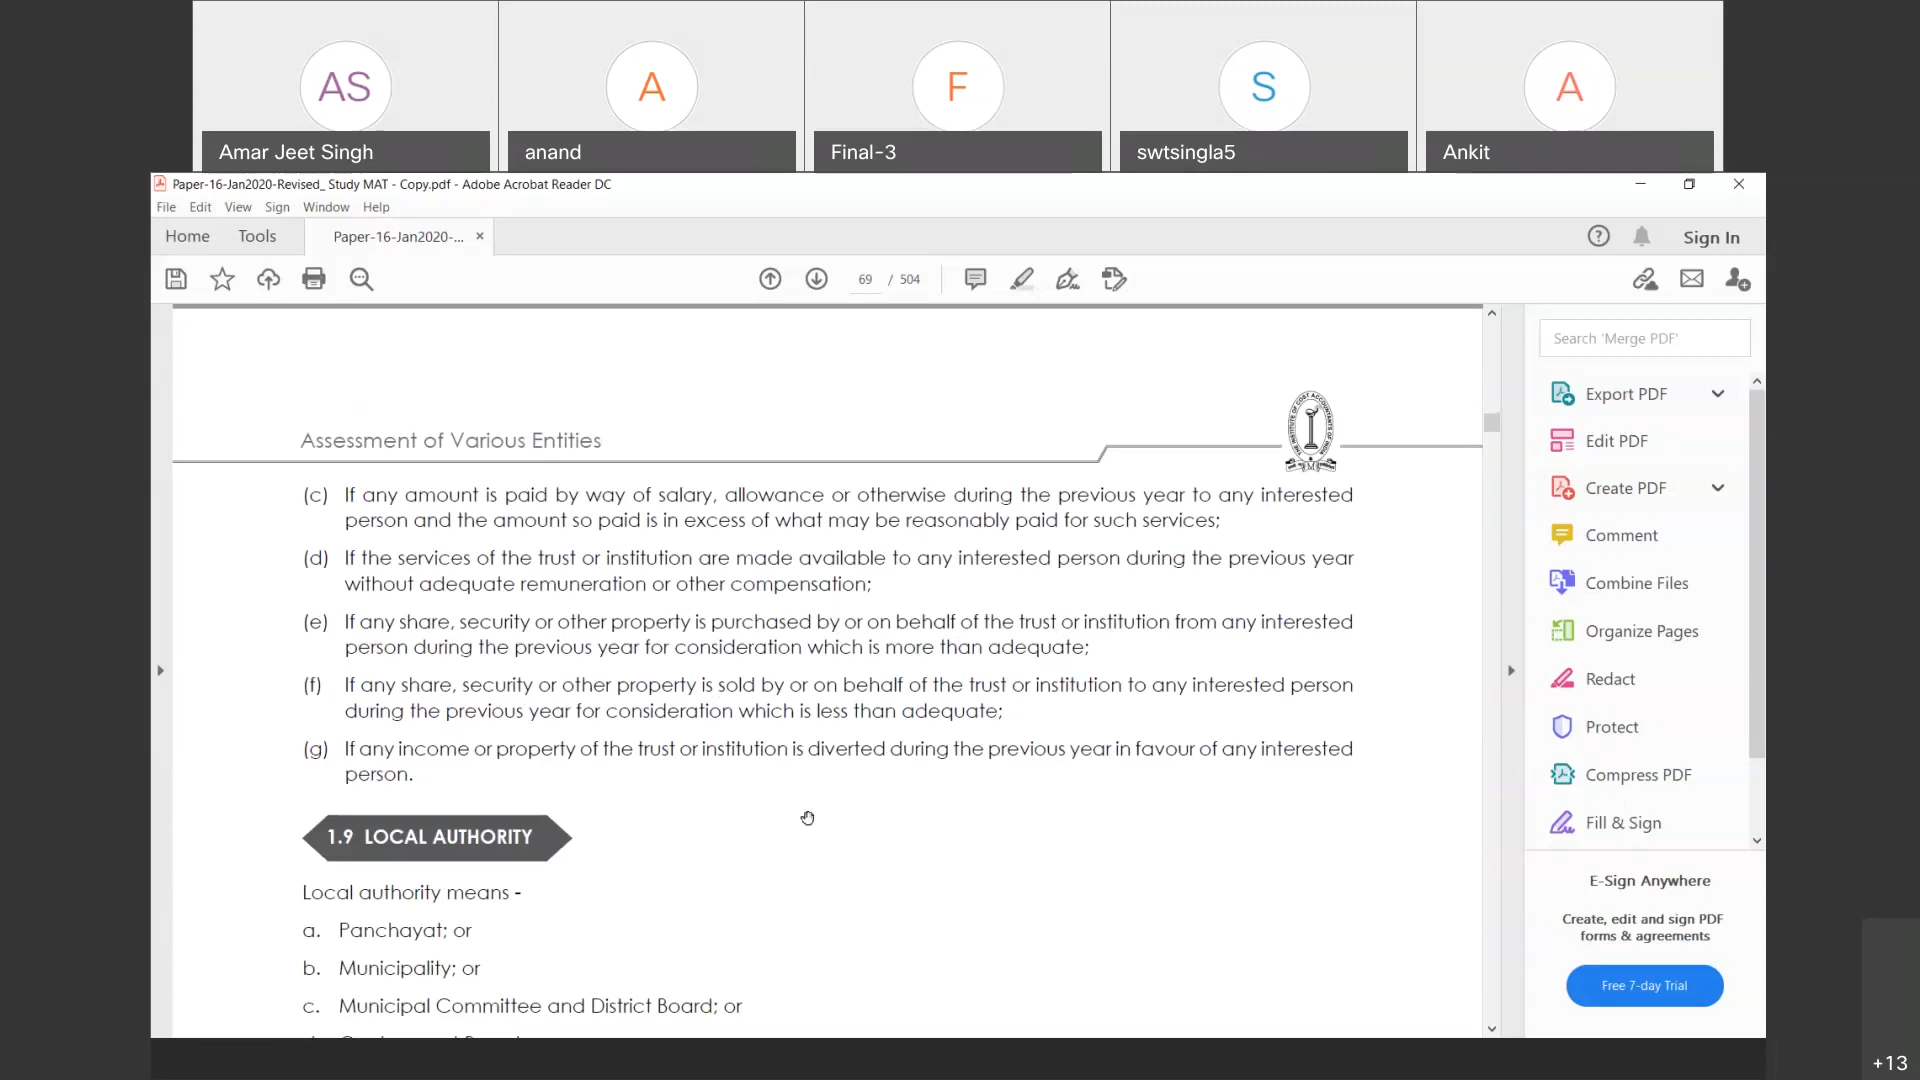 AS
A
F
S
A
Amar Jeet Singh
anand
Final-3
swtsingla5
Ankit
Paper-16-Jan2020-Revised_ Study MAT - Copy.pdf - Adobe Acrobat Reader DC
File Edit View Sign Window Help
Home Tools Paper-16-Jan2020-... × Sign In
69 / 504
Search 'Merge PDF'
Export PDF
Edit PDF
Create PDF
Comment
Combine Files
Organize Pages
Redact
Protect
Compress PDF
Fill & Sign
E-Sign Anywhere
Create, edit and sign PDF
forms & agreements
Free 7-day Trial
Assessment of Various Entities
THE INSTITUTE OF COST ACCOUNTANTS OF INDIA
(c) If any amount is paid by way of salary, allowance or otherwise during the previous year to any interested
person and the amount so paid is in excess of what may be reasonably paid for such services;
(d) If the services of the trust or institution are made available to any interested person during the previous year
without adequate remuneration or other compensation;
(e) If any share, security or other property is purchased by or on behalf of the trust or institution from any interested
person during the previous year for consideration which is more than adequate;
(f) If any share, security or other property is sold by or on behalf of the trust or institution to any interested person
during the previous year for consideration which is less than adequate;
(g) If any income or property of the trust or institution is diverted during the previous year in favour of any interested
person.
1.9 LOCAL AUTHORITY
Local authority means -
a. Panchayat; or
b. Municipality; or
c. Municipal Committee and District Board; or
+13